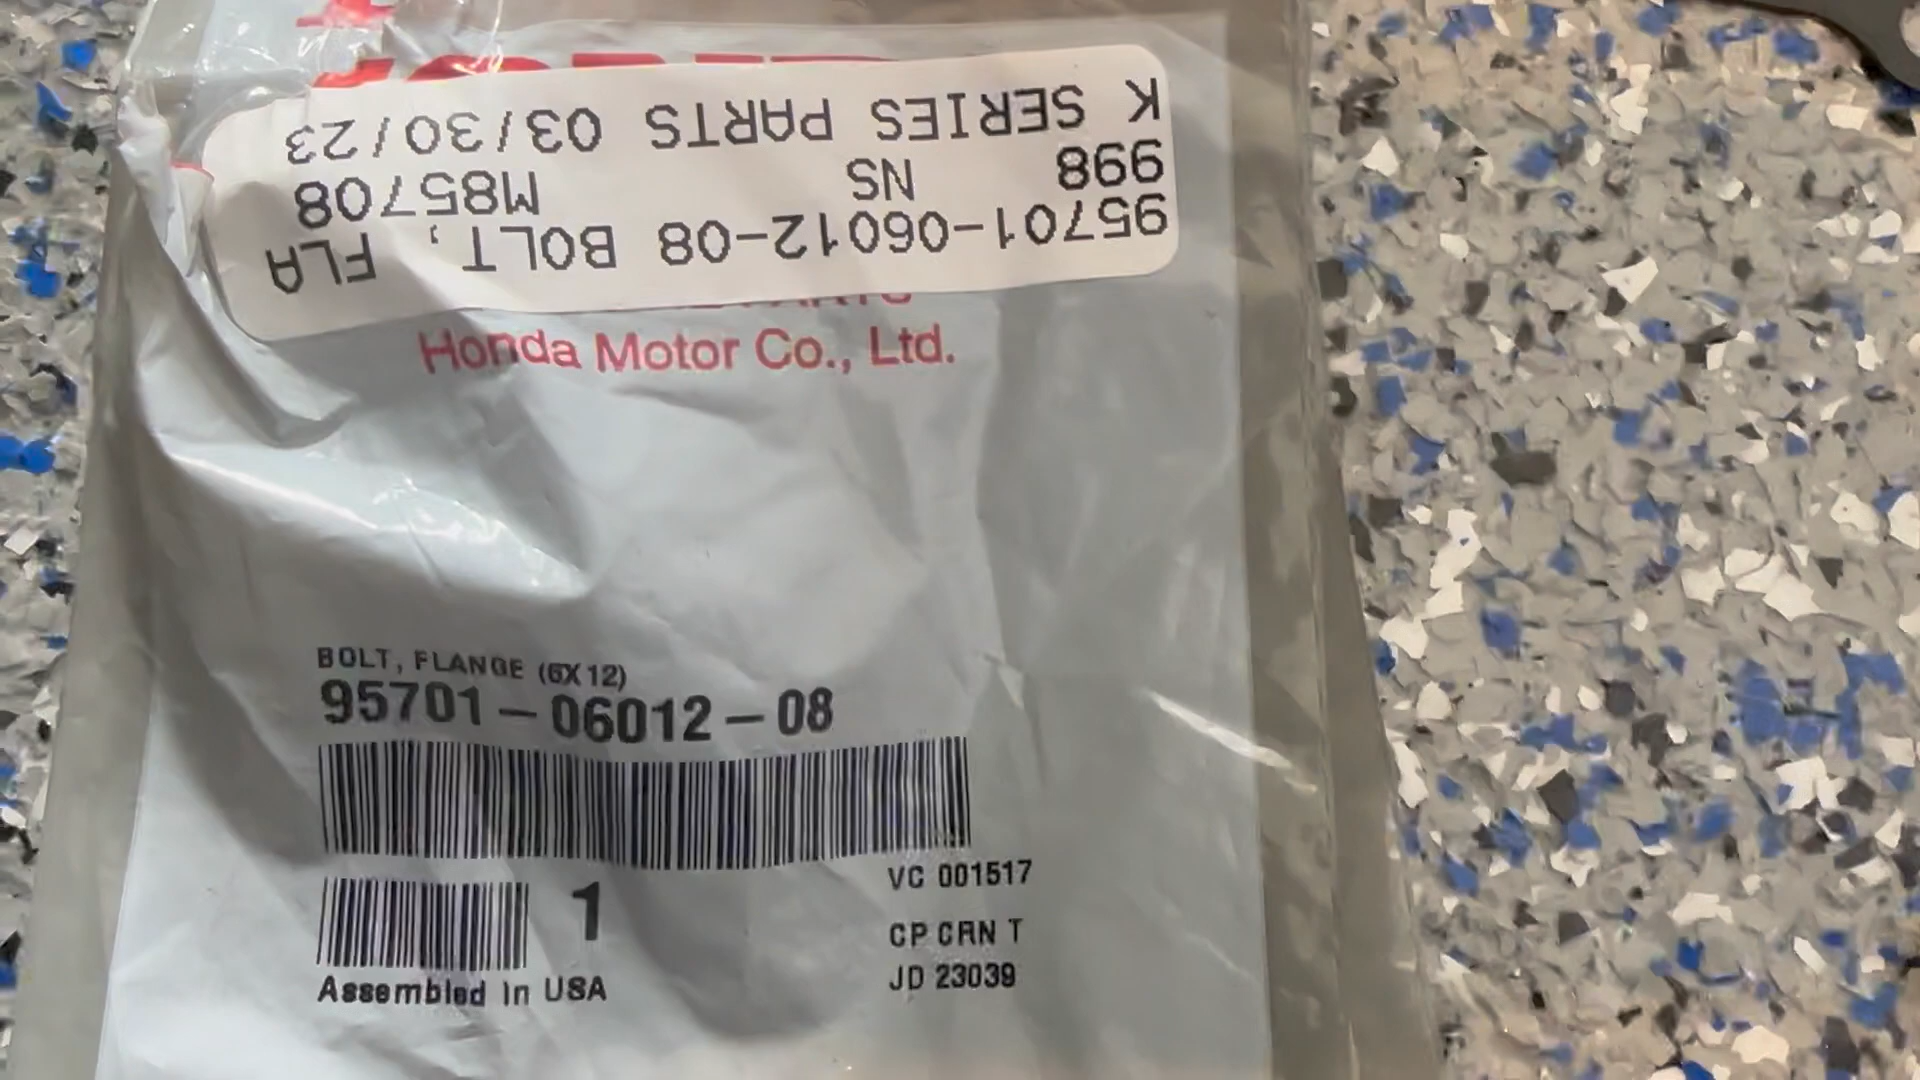 K SERIES PARTS 03/30/23
998 NS M85708
95701-06012-08 BOLT, FLA
Honda Motor Co., Ltd.
BOLT, FLANGE (6X12)
95701-06012-08
1
VC 001517
CP CRN T
JD 23039
Assembled in USA